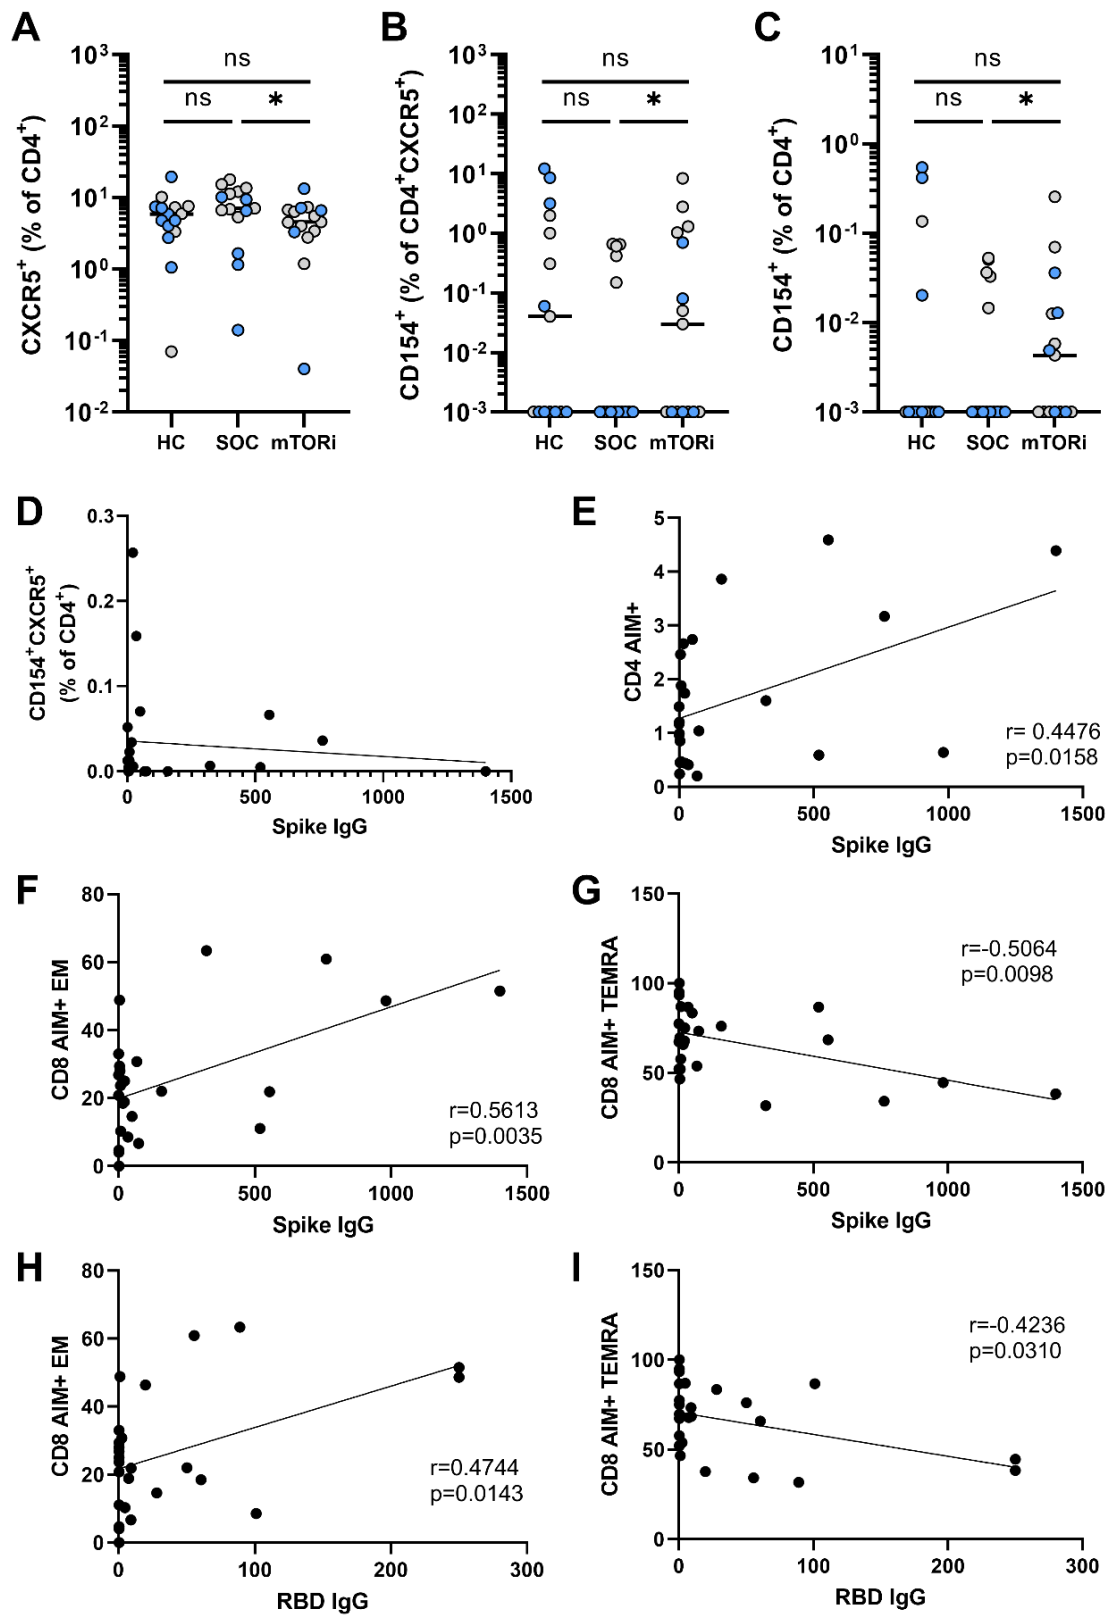 A
CXCR5+ (% of CD4+)
10³
10²
10¹
10⁰
10⁻¹
10⁻²
ns
ns
*
HC SOC mTORi
B
CD154+ (% of CD4+CXCR5+)
10³
10²
10¹
10⁰
10⁻¹
10⁻²
10⁻³
ns
ns
*
HC SOC mTORi
C
CD154+ (% of CD4+)
10¹
10⁰
10⁻¹
10⁻²
10⁻³
ns
ns
*
HC SOC mTORi
D
CD154+CXCR5+
(% of CD4+)
0.3
0.2
0.1
0.0
0 500 1000 1500
Spike IgG
E
CD4 AIM+
5
4
3
2
1
0
r= 0.4476
p=0.0158
0 500 1000 1500
Spike IgG
F
CD8 AIM+ EM
80
60
40
20
0
r=0.5613
p=0.0035
0 500 1000 1500
Spike IgG
G
CD8 AIM+ TEMRA
150
100
50
0
r=-0.5064
p=0.0098
0 500 1000 1500
Spike IgG
H
CD8 AIM+ EM
80
60
40
20
0
r=0.4744
p=0.0143
0 100 200 300
RBD IgG
I
CD8 AIM+ TEMRA
150
100
50
0
r=-0.4236
p=0.0310
0 100 200 300
RBD IgG